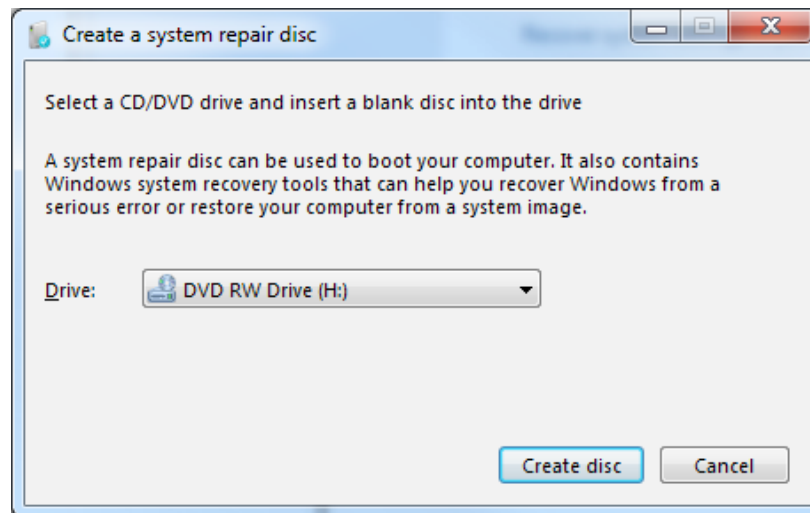 Create a system repair disc
Select a CD/DVD drive and insert a blank disc into the drive
A system repair disc can be used to boot your computer. It also contains
Windows system recovery tools that can help you recover Windows from a
serious error or restore your computer from a system image.
Drive: DVD RW Drive (H:)
Create disc Cancel